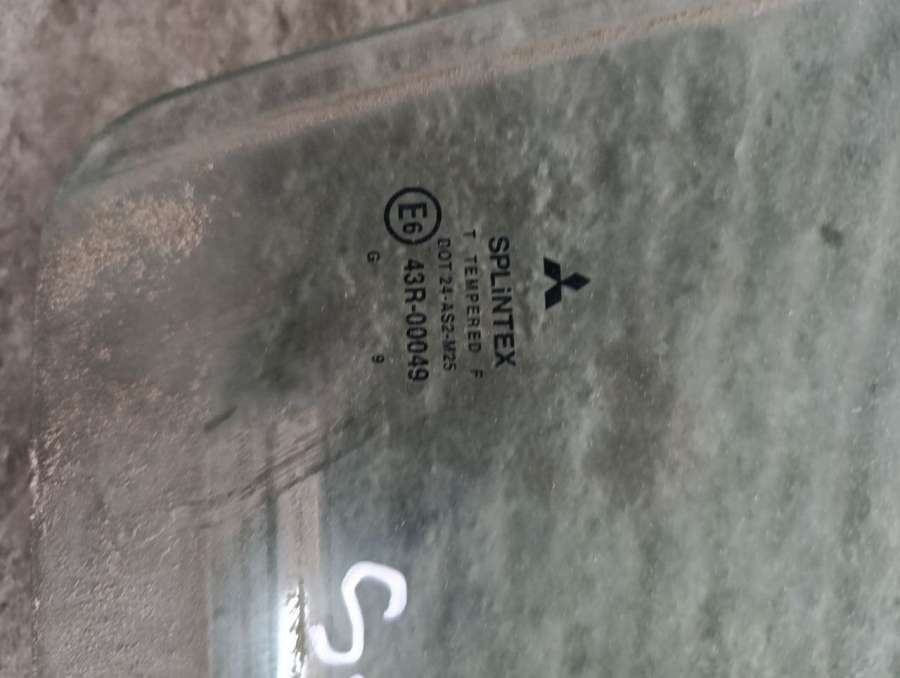 SPLiNTEX
T TEMPERED F
DOT 24-AS2-M25
E6 43R-00049
G 9
S